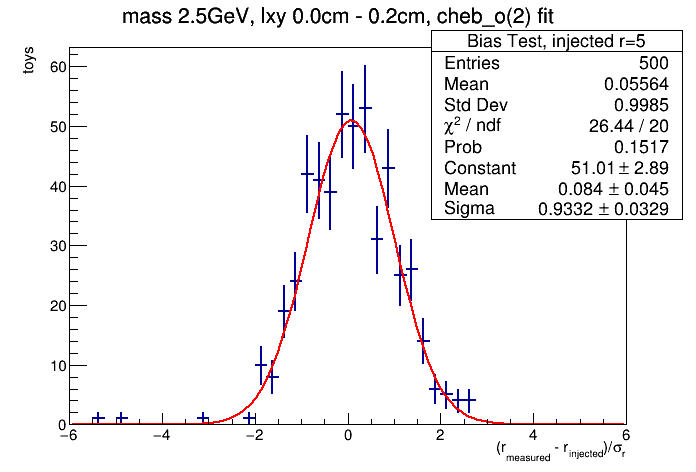 mass 2.5GeV, lxy 0.0cm - 0.2cm, cheb_o(2) fit
Bias Test, injected r=5
Entries 500
Mean 0.05564
Std Dev 0.9985
χ² / ndf 26.44 / 20
Prob 0.1517
Constant 51.01 ± 2.89
Mean 0.084 ± 0.045
Sigma 0.9332 ± 0.0329
toys
60
50
40
30
20
10
0
−6 −4 −2 0 2 4 6
(r_measured - r_injected)/σ_r